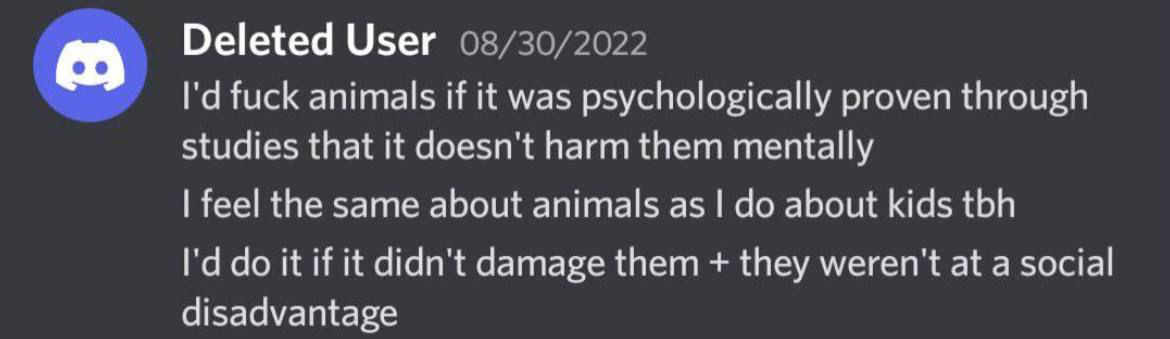 Deleted User 08/30/2022
I'd fuck animals if it was psychologically proven through
studies that it doesn't harm them mentally
I feel the same about animals as I do about kids tbh
I'd do it if it didn't damage them + they weren't at a social
disadvantage